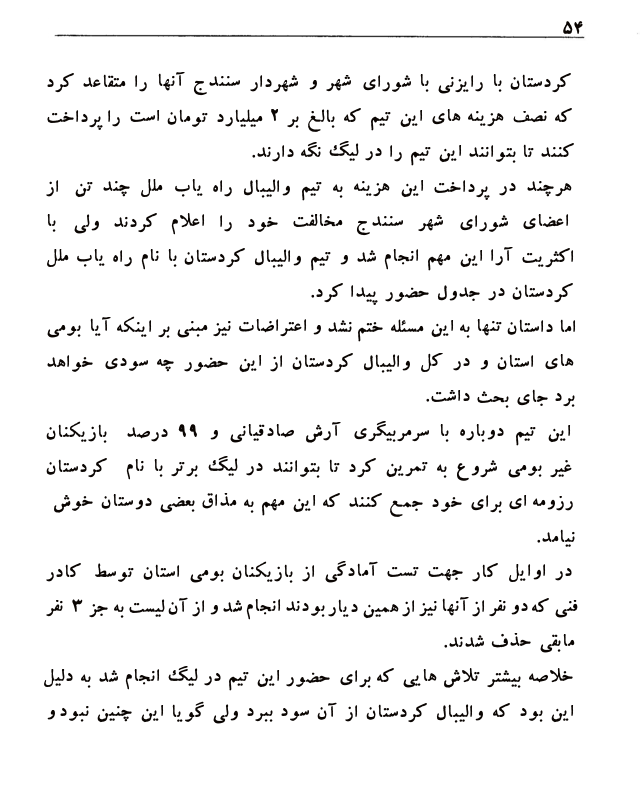 ۵۴
کردستان با رایزنی با شورای شهر و شهردار سنندج آنها را متقاعد کرد
که نصف هزینه های این تیم که بالغ بر ۲ میلیارد تومان است را پرداخت
کنند تا بتوانند این تیم را در لیگ نگه دارند.
هرچند در پرداخت این هزینه به تیم والیبال راه یاب ملل چند تن از
اعضای شورای شهر سنندج مخالفت خود را اعلام کردند ولی با
اکثریت آرا این مهم انجام شد و تیم والیبال کردستان با نام راه یاب ملل
کردستان در جدول حضور پیدا کرد.
اما داستان تنها به این مسئله ختم نشد و اعتراضات نیز مبنی بر اینکه آیا بومی
های استان و در کل والیبال کردستان از این حضور چه سودی خواهد
برد جای بحث داشت.
این تیم دوباره با سرمربیگری آرش صادقیانی و ۹۹ درصد بازیکنان
غیر بومی شروع به تمرین کرد تا بتوانند در لیگ برتر با نام کردستان
رزومه ای برای خود جمع کنند که این مهم به مذاق بعضی دوستان خوش
نیامد.
در اوایل کار جهت تست آمادگی از بازیکنان بومی استان توسط کادر
فنی که دو نفر از آنها نیز از همین دیار بودند انجام شد و از آن لیست به جز ۳ نفر
مابقی حذف شدند.
خلاصه بیشتر تلاش هایی که برای حضور این تیم در لیگ انجام شد به دلیل
این بود که والیبال کردستان از آن سود ببرد ولی گویا این چنین نبود و